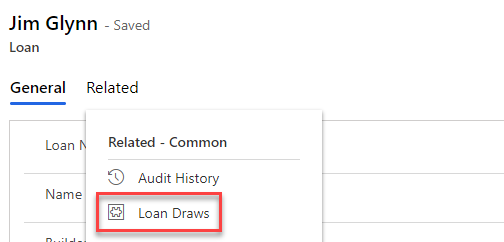 Jim Glynn - Saved
Loan
General Related
Related - Common
Loan N
Audit History
Name
Loan Draws